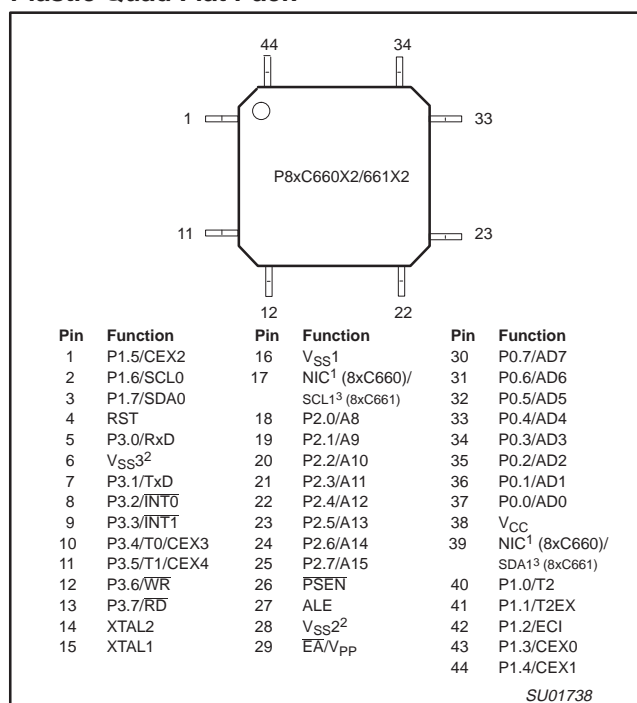 44 34
1 33
P8xC660X2/661X2
11 23
12 22
Pin Function Pin Function Pin Function
1 P1.5/CEX2 16 VSS1 30 P0.7/AD7
2 P1.6/SCL0 17 NIC1 (8xC660)/ 31 P0.6/AD6
3 P1.7/SDA0 SCL13 (8xC661) 32 P0.5/AD5
4 RST 18 P2.0/A8 33 P0.4/AD4
5 P3.0/RxD 19 P2.1/A9 34 P0.3/AD3
6 VSS32 20 P2.2/A10 35 P0.2/AD2
7 P3.1/TxD 21 P2.3/A11 36 P0.1/AD1
8 P3.2/INT0 22 P2.4/A12 37 P0.0/AD0
9 P3.3/INT1 23 P2.5/A13 38 VCC
10 P3.4/T0/CEX3 24 P2.6/A14 39 NIC1 (8xC660)/
11 P3.5/T1/CEX4 25 P2.7/A15 SDA13 (8xC661)
12 P3.6/WR 26 PSEN 40 P1.0/T2
13 P3.7/RD 27 ALE 41 P1.1/T2EX
14 XTAL2 28 VSS22 42 P1.2/ECI
15 XTAL1 29 EA/VPP 43 P1.3/CEX0
44 P1.4/CEX1
SU01738